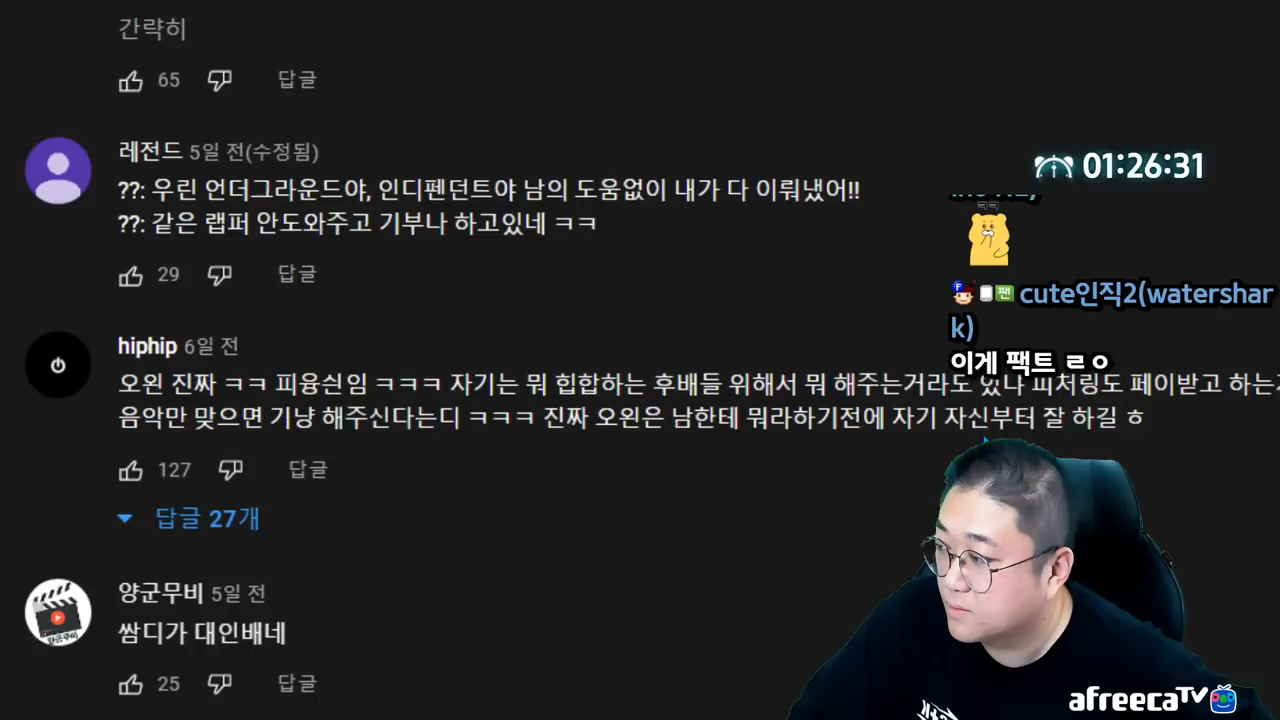 간략히
65 답글
레전드 5일 전(수정됨)
??: 우린 언더그라운드야, 인디펜던트야 남의 도움없이 내가 다 이뤄냈어!!
??: 같은 랩퍼 안도와주고 기부나 하고있네 ㅋㅋ
29 답글
hiphip 6일 전
오왼 진짜 ㅋㅋ 피융신임 ㅋㅋㅋ 자기는 뭐 힙합하는 후배들 위해서 뭐 해주는거라도 있나 피처링도 페이받고 하는
음악만 맞으면 기냥 해주신다는디 ㅋㅋㅋ 진짜 오왼은 남한테 뭐라하기전에 자기 자신부터 잘 하길 ㅎ
127 답글
답글 27개
양군무비 5일 전
쌈디가 대인배네
25 답글
01:26:31
cute인직2(watershar
k)
이게 팩트 ㄹㅇ
afreecaTV